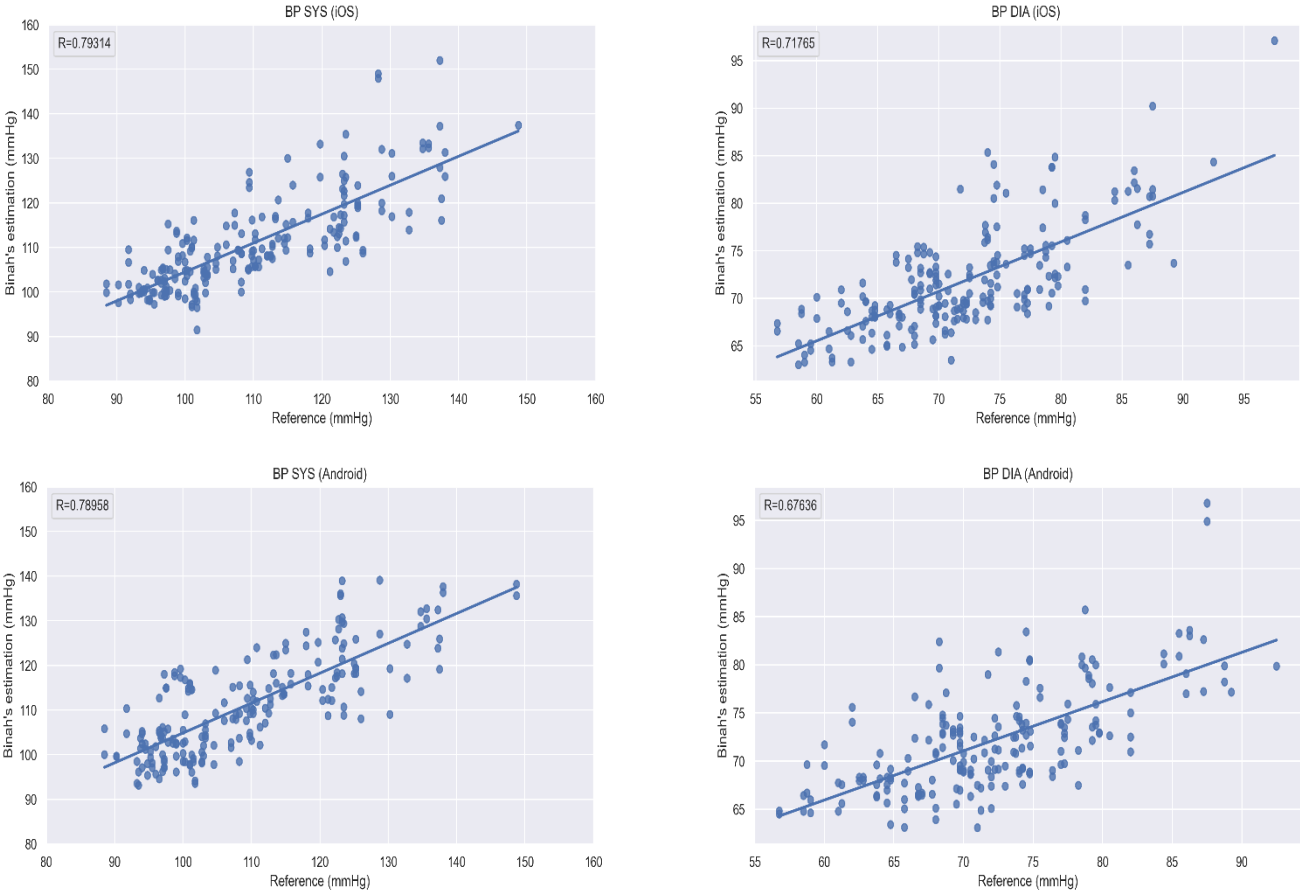 BP SYS (iOS)
R=0.79314
Binah's estimation (mmHg)
160
150
140
130
120
110
100
90
80
80 90 100 110 120 130 140 150 160
Reference (mmHg)
BP DIA (iOS)
R=0.71765
Binah's estimation (mmHg)
95
90
85
80
75
70
65
55 60 65 70 75 80 85 90 95
Reference (mmHg)
BP SYS (Android)
R=0.78958
Binah's estimation (mmHg)
160
150
140
130
120
110
100
90
80
80 90 100 110 120 130 140 150 160
Reference (mmHg)
BP DIA (Android)
R=0.67636
Binah's estimation (mmHg)
95
90
85
80
75
70
65
55 60 65 70 75 80 85 90
Reference (mmHg)